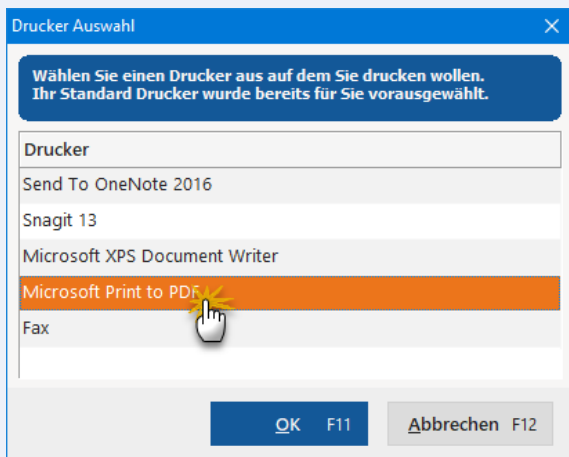 Drucker Auswahl
Wählen Sie einen Drucker aus auf dem Sie drucken wollen.
Ihr Standard Drucker wurde bereits für Sie vorausgewählt.
Drucker
Send To OneNote 2016
Snagit 13
Microsoft XPS Document Writer
Microsoft Print to PDF
Fax
OK F11 Abbrechen F12